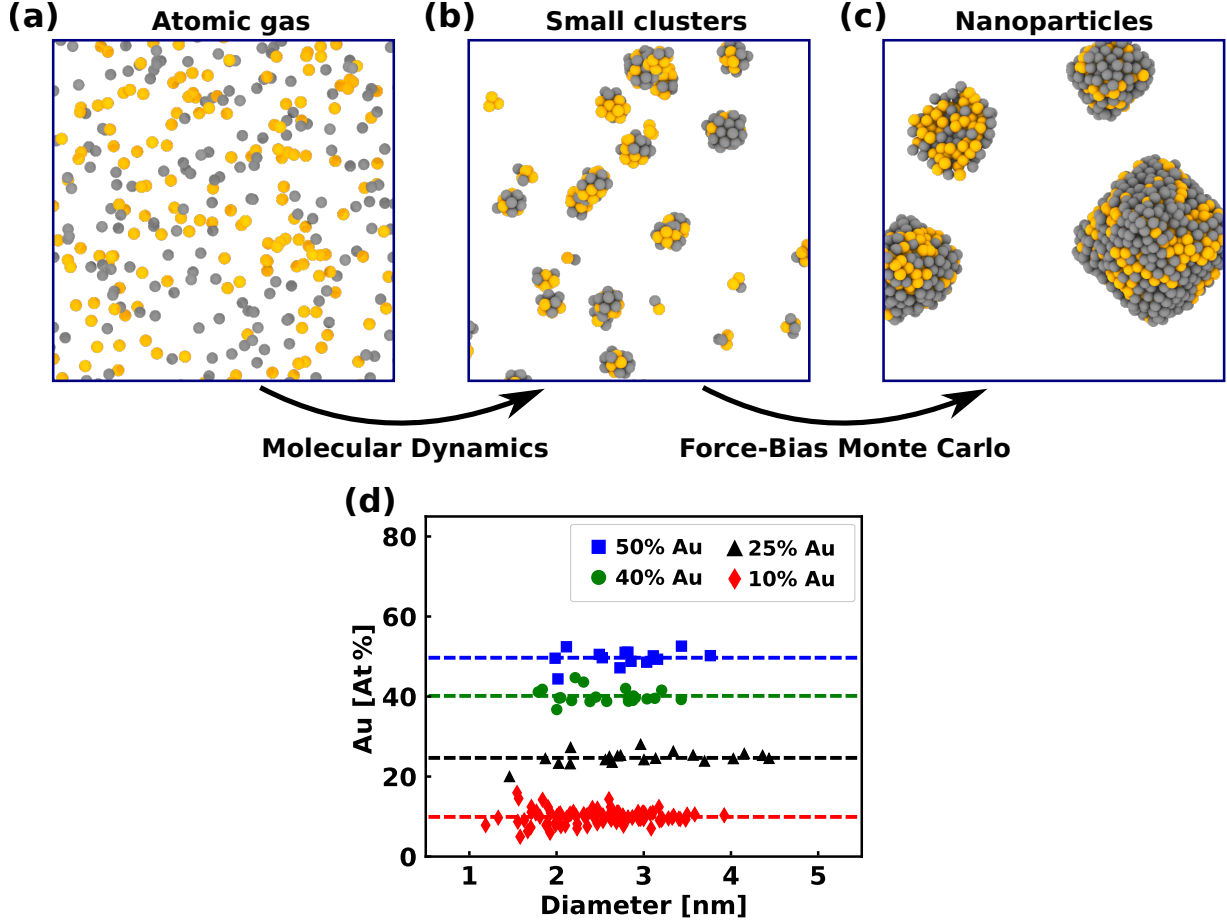 (a) Atomic gas
(b) Small clusters
(c) Nanoparticles
Molecular Dynamics
Force-Bias Monte Carlo
(d)
50% Au
25% Au
40% Au
10% Au
Au [At%]
80
60
40
20
0
1 2 3 4 5
Diameter [nm]